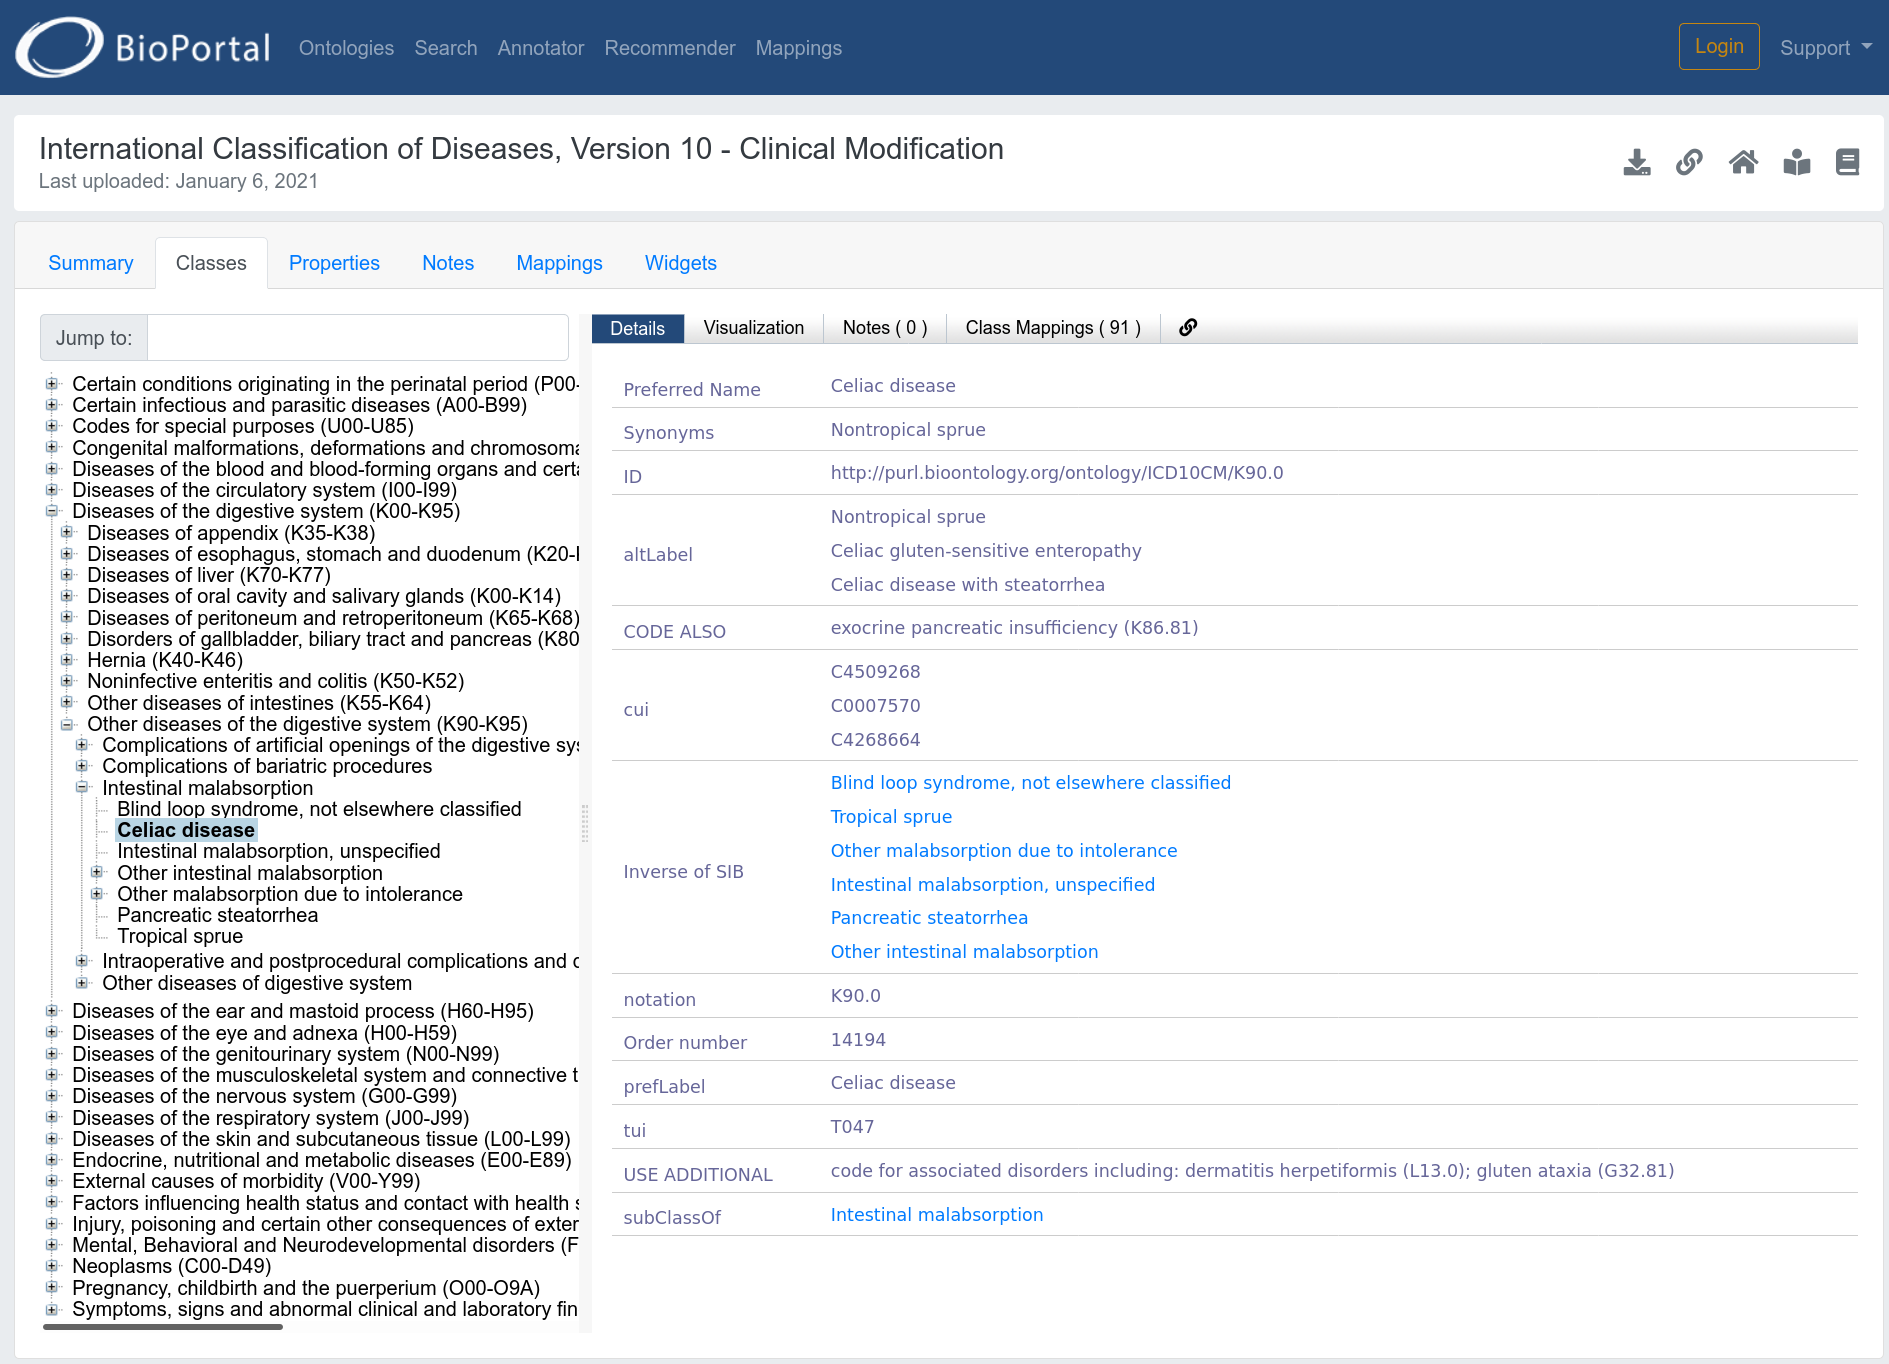 BioPortal
Ontologies Search Annotator Recommender Mappings
Login Support
International Classification of Diseases, Version 10 - Clinical Modification
Last uploaded: January 6, 2021
Summary Classes Properties Notes Mappings Widgets
Jump to:
Certain conditions originating in the perinatal period (P00-
Certain infectious and parasitic diseases (A00-B99)
Codes for special purposes (U00-U85)
Congenital malformations, deformations and chromosoma
Diseases of the blood and blood-forming organs and certa
Diseases of the circulatory system (I00-I99)
Diseases of the digestive system (K00-K95)
Diseases of appendix (K35-K38)
Diseases of esophagus, stomach and duodenum (K20-
Diseases of liver (K70-K77)
Diseases of oral cavity and salivary glands (K00-K14)
Diseases of peritoneum and retroperitoneum (K65-K68)
Disorders of gallbladder, biliary tract and pancreas (K80
Hernia (K40-K46)
Noninfective enteritis and colitis (K50-K52)
Other diseases of intestines (K55-K64)
Other diseases of the digestive system (K90-K95)
Complications of artificial openings of the digestive sys
Complications of bariatric procedures
Intestinal malabsorption
Blind loop syndrome, not elsewhere classified
Celiac disease
Intestinal malabsorption, unspecified
Other intestinal malabsorption
Other malabsorption due to intolerance
Pancreatic steatorrhea
Tropical sprue
Intraoperative and postprocedural complications and
Other diseases of digestive system
Diseases of the ear and mastoid process (H60-H95)
Diseases of the eye and adnexa (H00-H59)
Diseases of the genitourinary system (N00-N99)
Diseases of the musculoskeletal system and connective t
Diseases of the nervous system (G00-G99)
Diseases of the respiratory system (J00-J99)
Diseases of the skin and subcutaneous tissue (L00-L99)
Endocrine, nutritional and metabolic diseases (E00-E89)
External causes of morbidity (V00-Y99)
Factors influencing health status and contact with health s
Injury, poisoning and certain other consequences of exter
Mental, Behavioral and Neurodevelopmental disorders (F
Neoplasms (C00-D49)
Pregnancy, childbirth and the puerperium (O00-O9A)
Symptoms, signs and abnormal clinical and laboratory fin
Details Visualization Notes ( 0 ) Class Mappings ( 91 )
Preferred Name Celiac disease
Synonyms Nontropical sprue
ID http://purl.bioontology.org/ontology/ICD10CM/K90.0
altLabel
Nontropical sprue
Celiac gluten-sensitive enteropathy
Celiac disease with steatorrhea
CODE ALSO exocrine pancreatic insufficiency (K86.81)
cui
C4509268
C0007570
C4268664
Inverse of SIB
Blind loop syndrome, not elsewhere classified
Tropical sprue
Other malabsorption due to intolerance
Intestinal malabsorption, unspecified
Pancreatic steatorrhea
Other intestinal malabsorption
notation K90.0
Order number 14194
prefLabel Celiac disease
tui T047
USE ADDITIONAL code for associated disorders including: dermatitis herpetiformis (L13.0); gluten ataxia (G32.81)
subClassOf Intestinal malabsorption